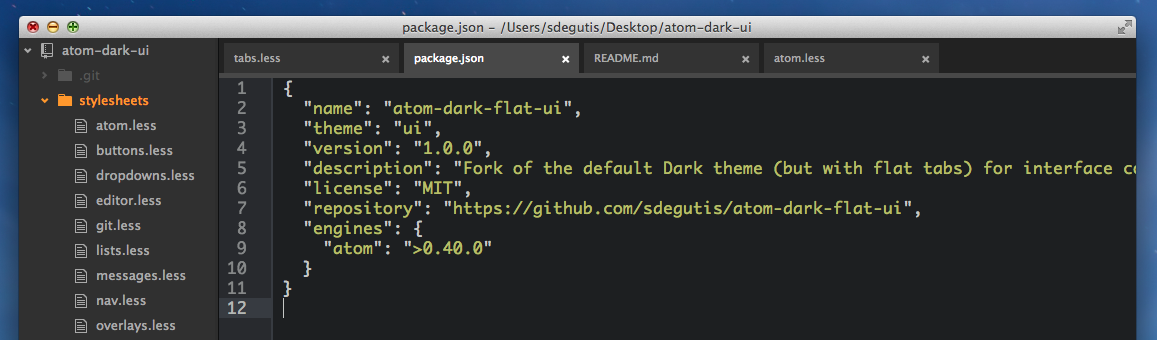 package.json - /Users/sdegutis/Desktop/atom-dark-ui
atom-dark-ui
.git
stylesheets
atom.less
buttons.less
dropdowns.less
editor.less
git.less
lists.less
messages.less
nav.less
overlays.less
tabs.less
package.json
README.md
atom.less
1 {
2 "name": "atom-dark-flat-ui",
3 "theme": "ui",
4 "version": "1.0.0",
5 "description": "Fork of the default Dark theme (but with flat tabs) for interface
6 "license": "MIT",
7 "repository": "https://github.com/sdegutis/atom-dark-flat-ui",
8 "engines": {
9 "atom": ">0.40.0"
10 }
11 }
12